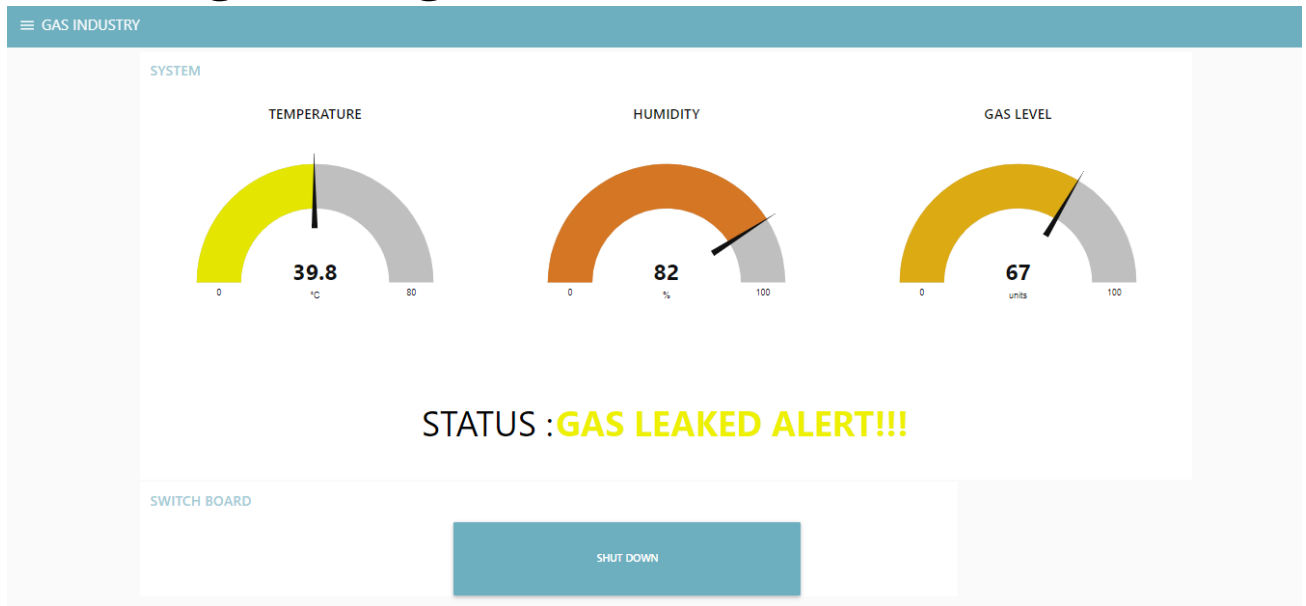 ≡ GAS INDUSTRY
SYSTEM
TEMPERATURE
39.8
°C
0
80
HUMIDITY
82
%
0
100
GAS LEVEL
67
units
0
100
STATUS :GAS LEAKED ALERT!!!
SWITCH BOARD
SHUT DOWN